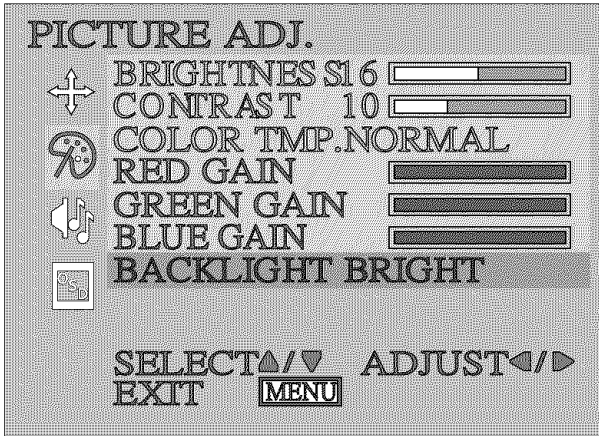 PICTURE ADJ.
BRIGHTNES S16
CONTRAST 10
COLOR TMP.NORMAL
RED GAIN
GREEN GAIN
BLUE GAIN
BACKLIGHT BRIGHT
OSD
SELECT▲/▼ ADJUST◀/▶
EXIT MENU